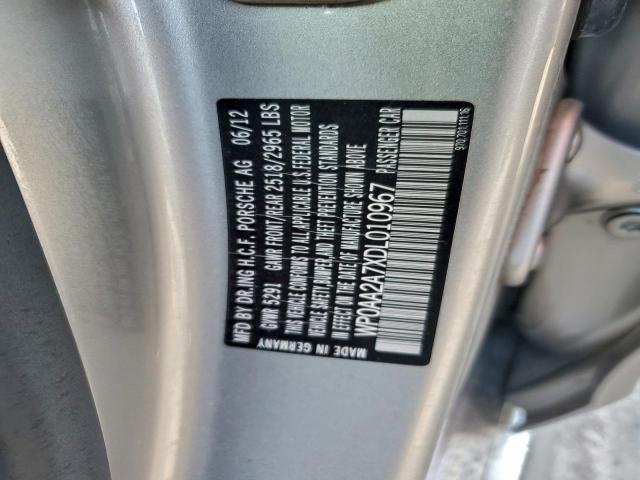 MFD BY DR.ING H.C.F. PORSCHE AG 06/12
GVWR 5291 GAWR FRONT/REAR 2518/2965 LBS
THIS VEHICLE CONFORMS TO ALL APPLICABLE U.S. FEDERAL MOTOR
VEHICLE SAFETY, BUMPER, AND THEFT PREVENTION STANDARDS
IN EFFECT ON THE DATE OF MANUFACTURE SHOWN ABOVE
WP0AA2A7XDL010967 PASSENGER CAR
MADE IN GERMANY